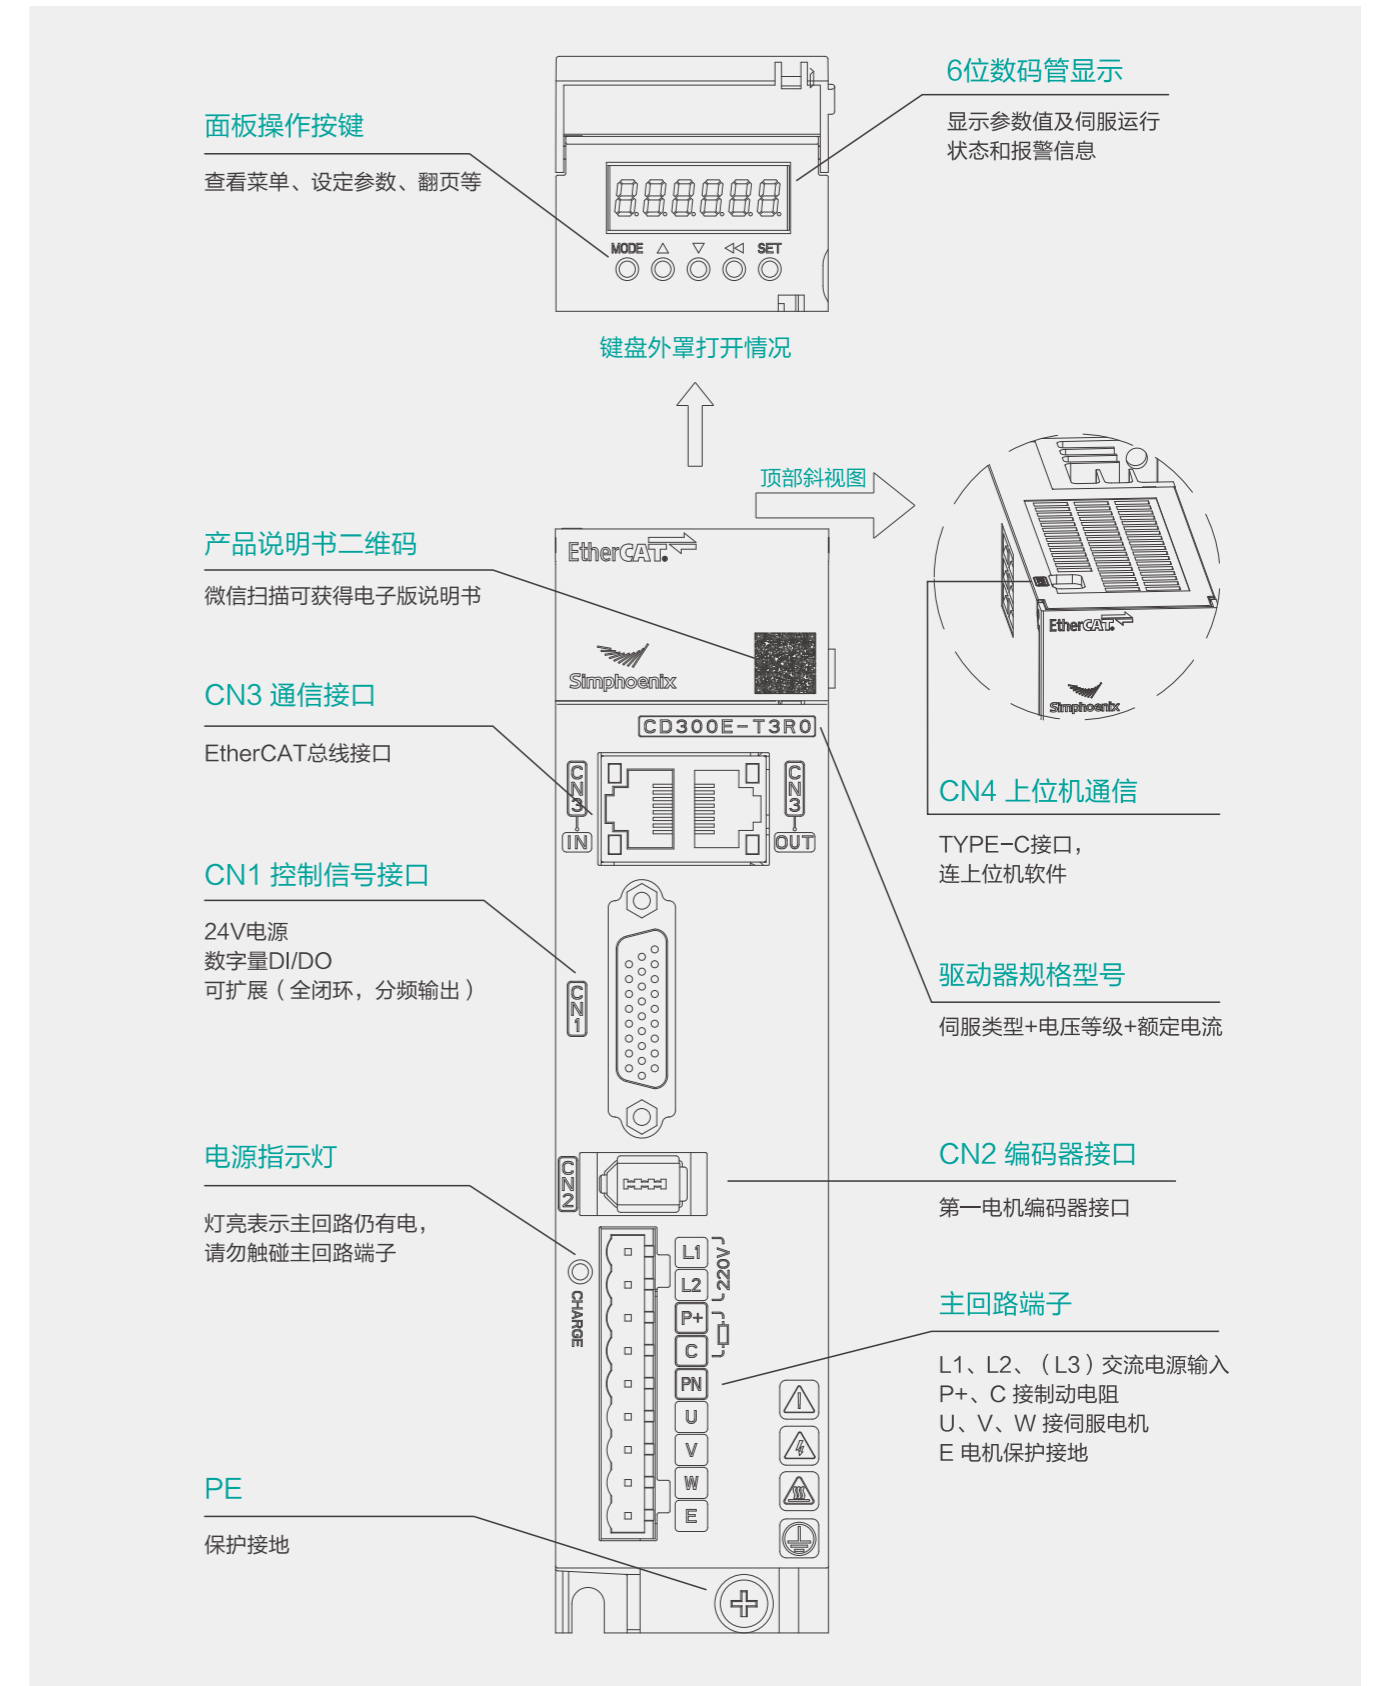 6位数码管显示
显示参数值及伺服运行
状态和报警信息
面板操作按键
查看菜单、设定参数、翻页等
MODE △ ▽ ◁◁ SET
键盘外罩打开情况
顶部斜视图
产品说明书二维码
微信扫描可获得电子版说明书
EtherCAT.
Simphoenix
EtherCAT.
Simphoenix
CN3 通信接口
EtherCAT总线接口
CD300E-T3R0
CN3
IN
CN3
OUT
CN4 上位机通信
TYPE-C接口，
连上位机软件
CN1 控制信号接口
24V电源
数字量DI/DO
可扩展（全闭环，分频输出）
CN1
驱动器规格型号
伺服类型+电压等级+额定电流
电源指示灯
灯亮表示主回路仍有电，
请勿触碰主回路端子
CN2
CN2 编码器接口
第一电机编码器接口
CHARGE
L1
L2
220V
P+
C
PN
U
V
W
E
主回路端子
L1、L2、（L3）交流电源输入
P+、C 接制动电阻
U、V、W 接伺服电机
E 电机保护接地
PE
保护接地